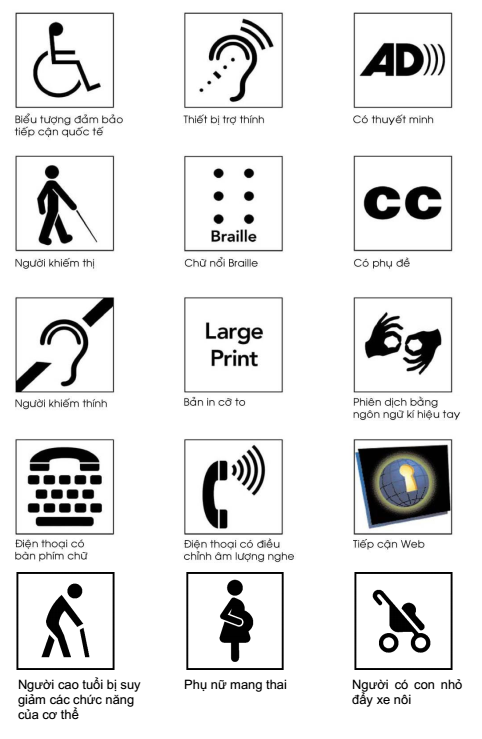 AD
Biểu tượng đảm bảo
tiếp cận quốc tế
Thiết bị trợ thính
Có thuyết minh
Braille
CC
Người khiếm thị
Chữ nổi Braille
Có phụ đề
Large
Print
Người khiếm thính
Bản in cỡ to
Phiên dịch bằng
ngôn ngữ kí hiệu tay
Điện thoại có
bàn phím chữ
Điện thoại có điều
chỉnh âm lượng nghe
Tiếp cận Web
Người cao tuổi bị suy
giảm các chức năng
của cơ thể
Phụ nữ mang thai
Người có con nhỏ
đẩy xe nôi